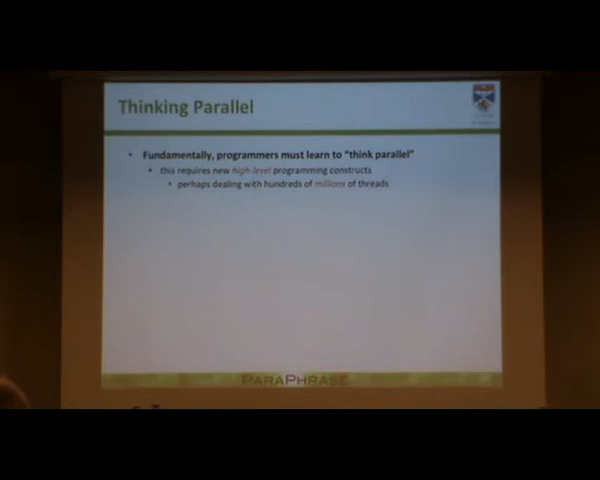 Thinking Parallel
• Fundamentally, programmers must learn to "think parallel"
• this requires new high-level programming constructs
• perhaps dealing with hundreds of millions of threads
PARAPHRASE